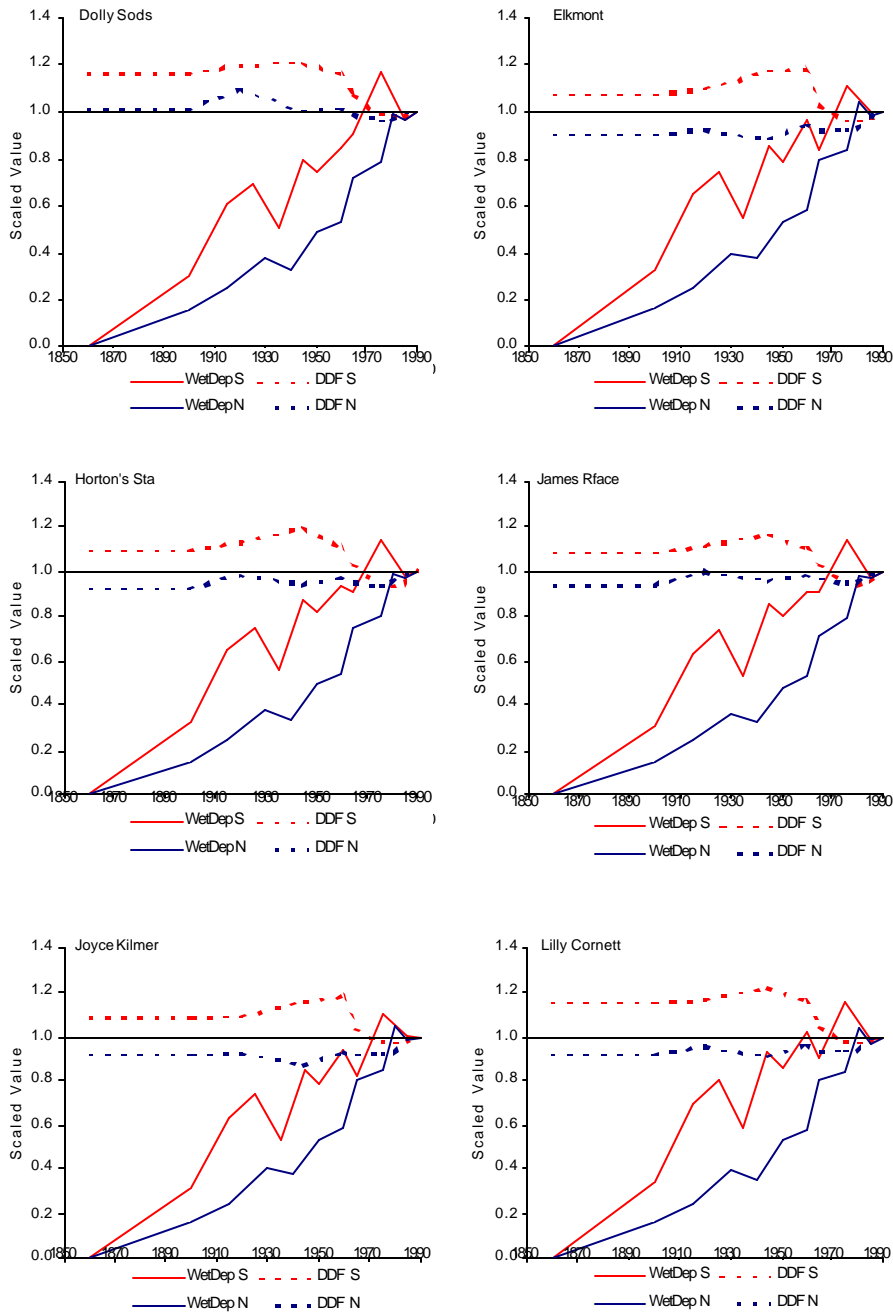 Dolly Sods
1.4
1.2
1.0
0.8
0.6
0.4
0.2
0.0
Scaled Value
1850 1870 1890 1910 1930 1950 1970 1990
WetDep S DDF S
WetDep N DDF N
Elkmont
1.4
1.2
1.0
0.8
0.6
0.4
0.2
0.0
Scaled Value
1850 1870 1890 1910 1930 1950 1970 1990
WetDep S DDF S
WetDep N DDF N
Horton's Sta
1.4
1.2
1.0
0.8
0.6
0.4
0.2
0.0
Scaled Value
1850 1870 1890 1910 1930 1950 1970 1990
WetDep S DDF S
WetDep N DDF N
James Rface
1.4
1.2
1.0
0.8
0.6
0.4
0.2
0.0
Scaled Value
1850 1870 1890 1910 1930 1950 1970 1990
WetDep S DDF S
WetDep N DDF N
Joyce Kilmer
1.4
1.2
1.0
0.8
0.6
0.4
0.2
0.0
Scaled Value
1850 1870 1890 1910 1930 1950 1970 1990
WetDep S DDF S
WetDep N DDF N
Lilly Cornett
1.4
1.2
1.0
0.8
0.6
0.4
0.2
0.0
Scaled Value
1850 1870 1890 1910 1930 1950 1970 1990
WetDep S DDF S
WetDep N DDF N